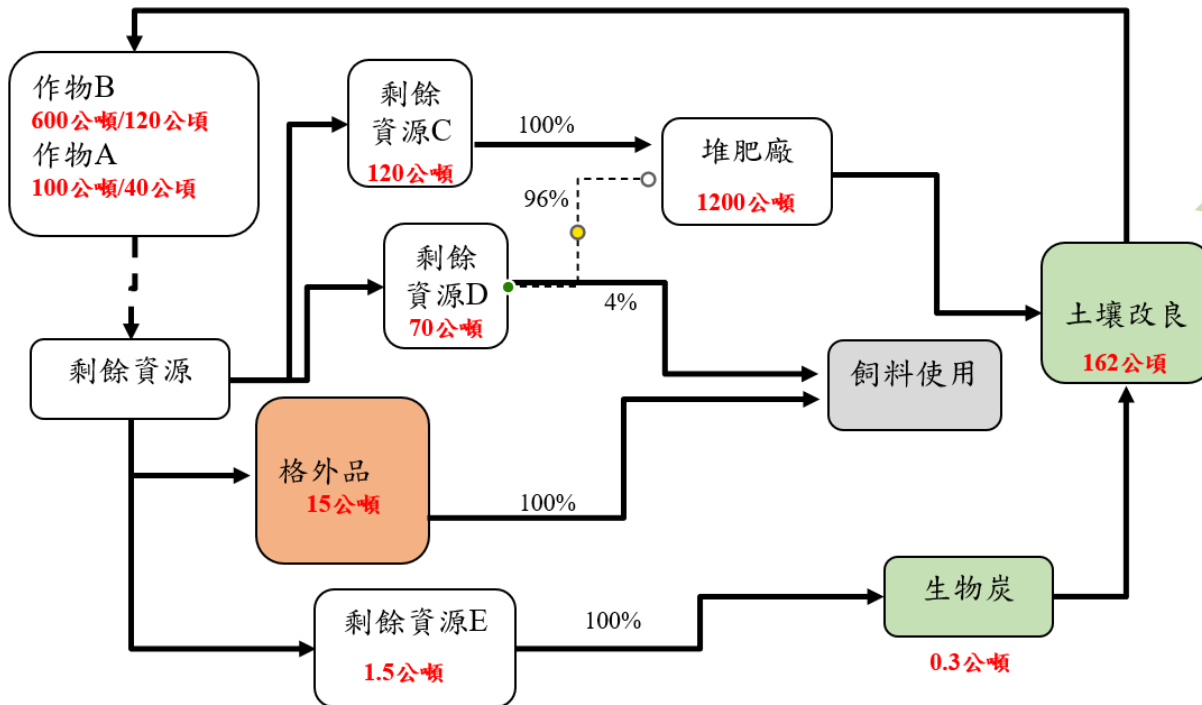 作物B
600公噸/120公頃
作物A
100公噸/40公頃
剩餘資源
剩餘
資源C
120公噸
100%
堆肥廠
1200公噸
96%
剩餘
資源D
70公噸
4%
飼料使用
土壤改良
162公頃
格外品
15公噸
100%
剩餘資源E
1.5公噸
100%
生物炭
0.3公噸